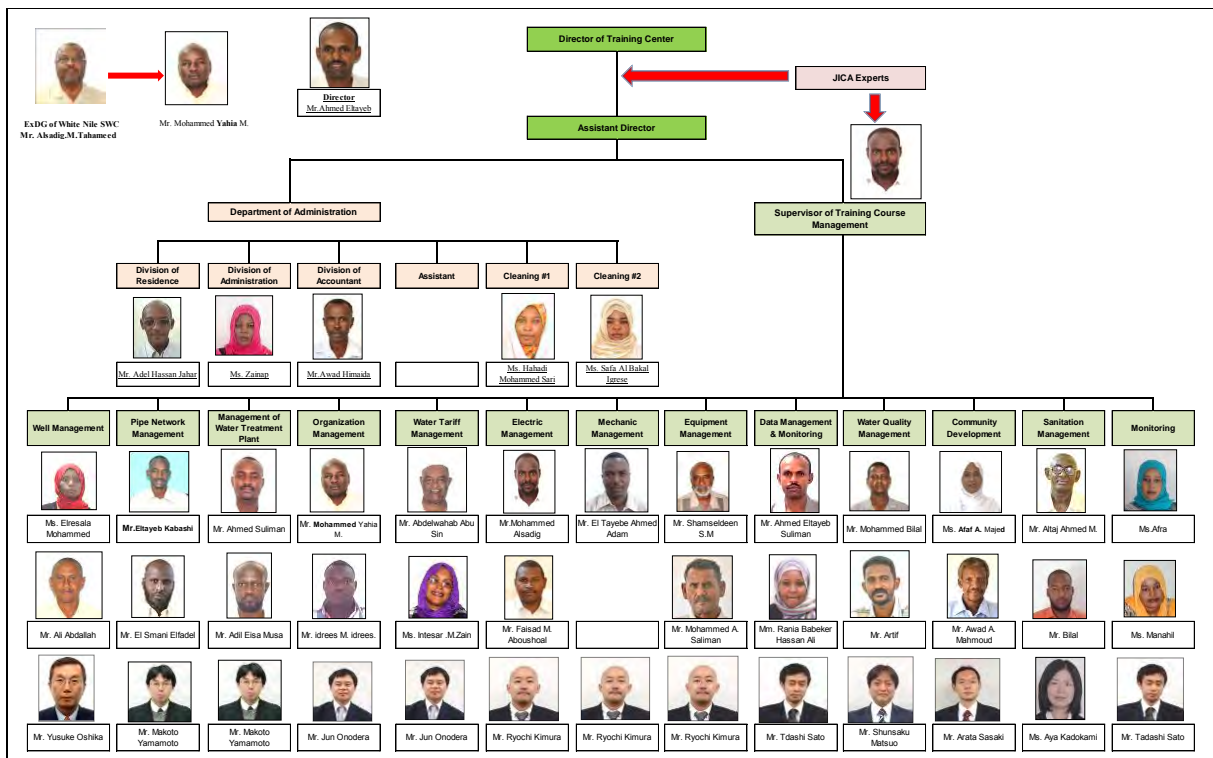 Director of Training Center
JICA Experts
Director
Mr.Ahmed Eltayeb
ExDG of White Nile SWC
Mr. Alsadig.M.Tahameed
Mr. Mohammed Yahia M.
Assistant Director
Department of Administration
Supervisor of Training Course
Management
Division of
Residence
Division of
Administration
Division of
Accountant
Assistant
Cleaning #1
Cleaning #2
Mr. Adel Hassan Jahar
Ms. Zainap
Mr.Awad Himaida
Ms. Hahadi
Mohammed Sari
Ms. Safa Al Bakal
Igrese
Well Management
Pipe Network
Management
Management of
Water Treatment
Plant
Organization
Management
Water Tariff
Management
Electric
Management
Mechanic
Management
Equipment
Management
Data Management
& Monitoring
Water Quality
Management
Community
Development
Sanitation
Management
Monitoring
Ms. Elresala
Mohammed
Mr.Eltayeb Kabashi
Mr. Ahmed Suliman
Mr. Mohammed Yahia
M.
Mr. Abdelwahab Abu
Sin
Mr.Mohammed
Alsadig
Mr. El Tayebe Ahmed
Adam
Mr. Shamseldeen
S.M
Mr. Ahmed Eltayeb
Suliman
Mr. Mohammed Bilal
Ms. Afaf A. Majed
Mr. Altaj Ahmed M.
Ms.Afra
Mr. Ali Abdallah
Mr. El Smani Elfadel
Mr. Adil Eisa Musa
Mr. idrees M. idrees.
Ms. Intesar .M.Zain
Mr. Faisad M.
Aboushoal
Mr. Mohammed A.
Saliman
Mrn. Rania Babeker
Hassan Ali
Mr. Artif
Mr. Awad A.
Mahmoud
Mr. Bilal
Ms. Manahil
Mr. Yusuke Oshika
Mr. Makoto
Yamamoto
Mr. Makoto
Yamamoto
Mr. Jun Onodera
Mr. Jun Onodera
Mr. Ryochi Kimura
Mr. Ryochi Kimura
Mr. Ryochi Kimura
Mr. Tdashi Sato
Mr. Shunsaku
Matsuo
Mr. Arata Sasaki
Ms. Aya Kadokami
Mr. Tadashi Sato